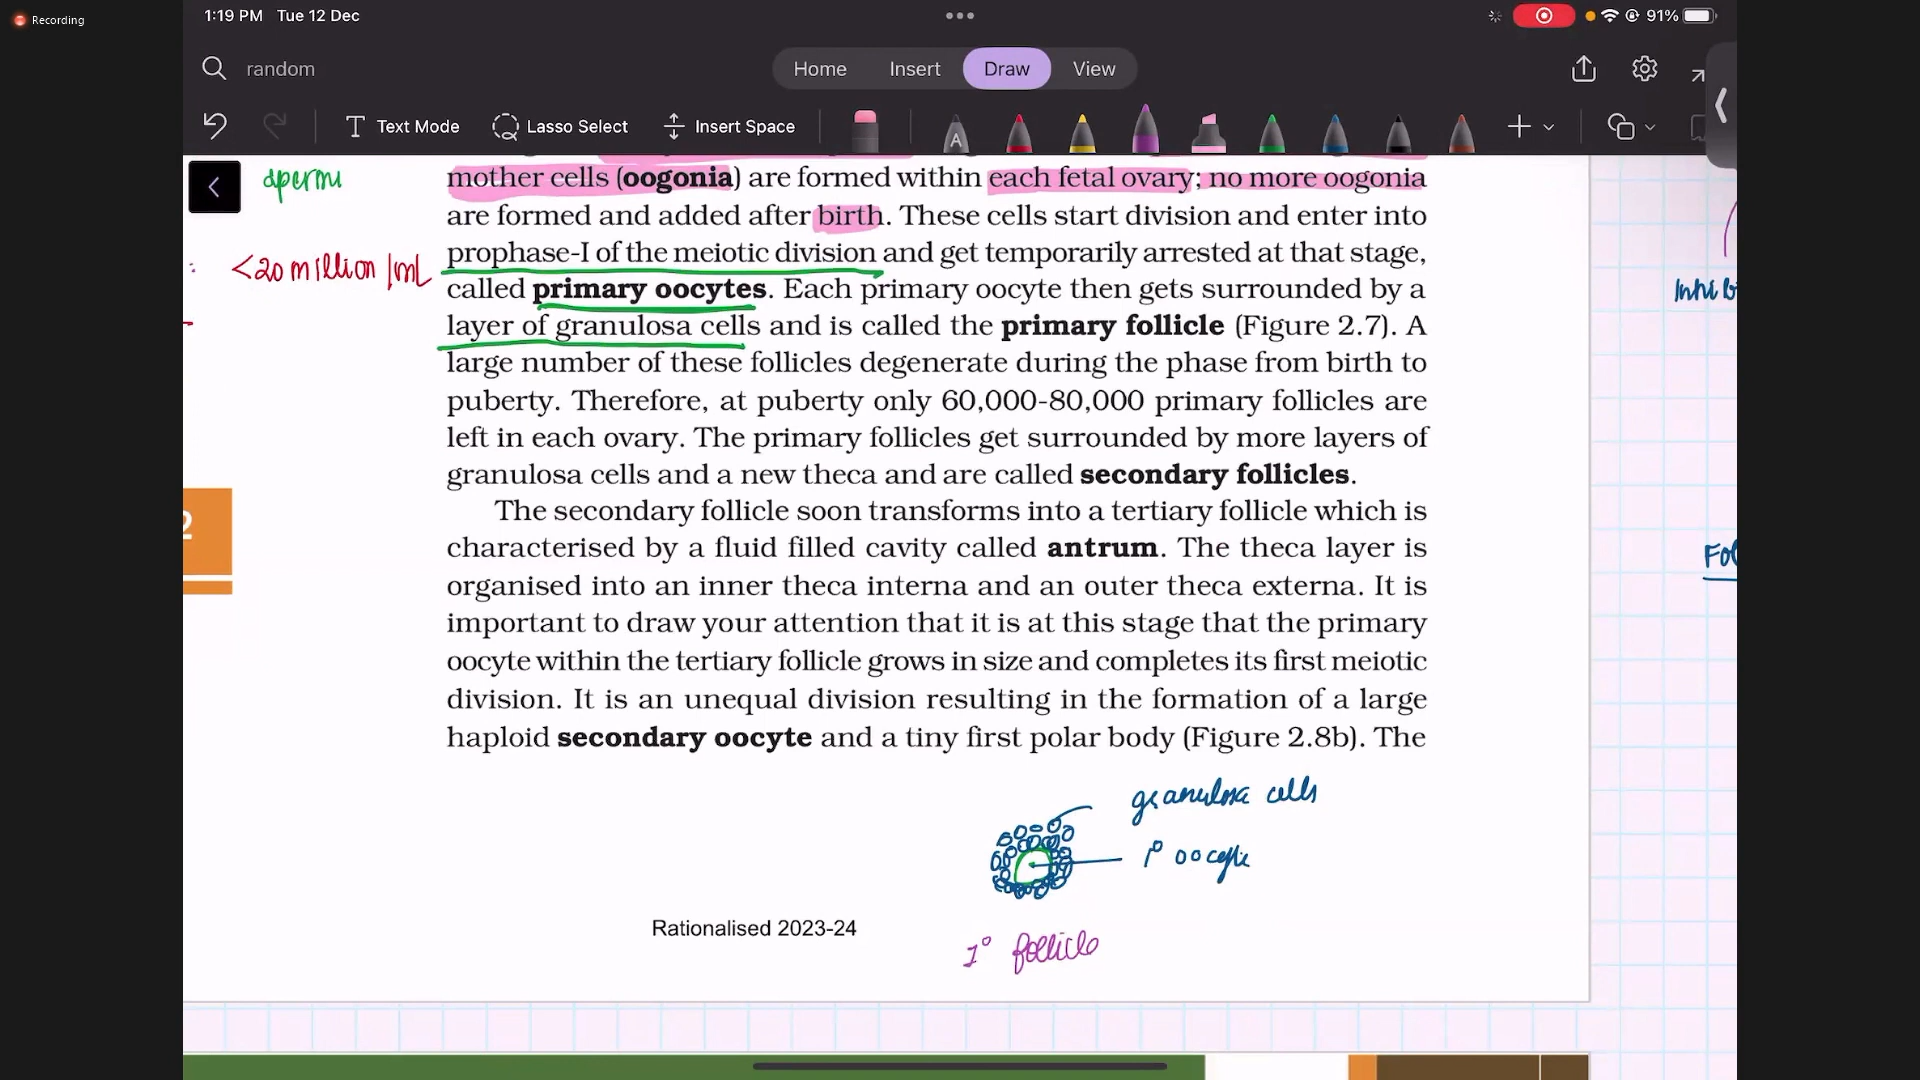 Recording
1:19 PM Tue 12 Dec
91%
random
Home Insert Draw View
Text Mode Lasso Select Insert Space
A
mother cells (oogonia) are formed within each fetal ovary; no more oogonia
are formed and added after birth. These cells start division and enter into
prophase-I of the meiotic division and get temporarily arrested at that stage,
called primary oocytes. Each primary oocyte then gets surrounded by a
layer of granulosa cells and is called the primary follicle (Figure 2.7). A
large number of these follicles degenerate during the phase from birth to
puberty. Therefore, at puberty only 60,000-80,000 primary follicles are
left in each ovary. The primary follicles get surrounded by more layers of
granulosa cells and a new theca and are called secondary follicles.
The secondary follicle soon transforms into a tertiary follicle which is
characterised by a fluid filled cavity called antrum. The theca layer is
organised into an inner theca interna and an outer theca externa. It is
important to draw your attention that it is at this stage that the primary
oocyte within the tertiary follicle grows in size and completes its first meiotic
division. It is an unequal division resulting in the formation of a large
haploid secondary oocyte and a tiny first polar body (Figure 2.8b). The
<20 million/mL
2
Inhib
Fol
granulosa cells
1° oocyte
Rationalised 2023-24
1° follicle